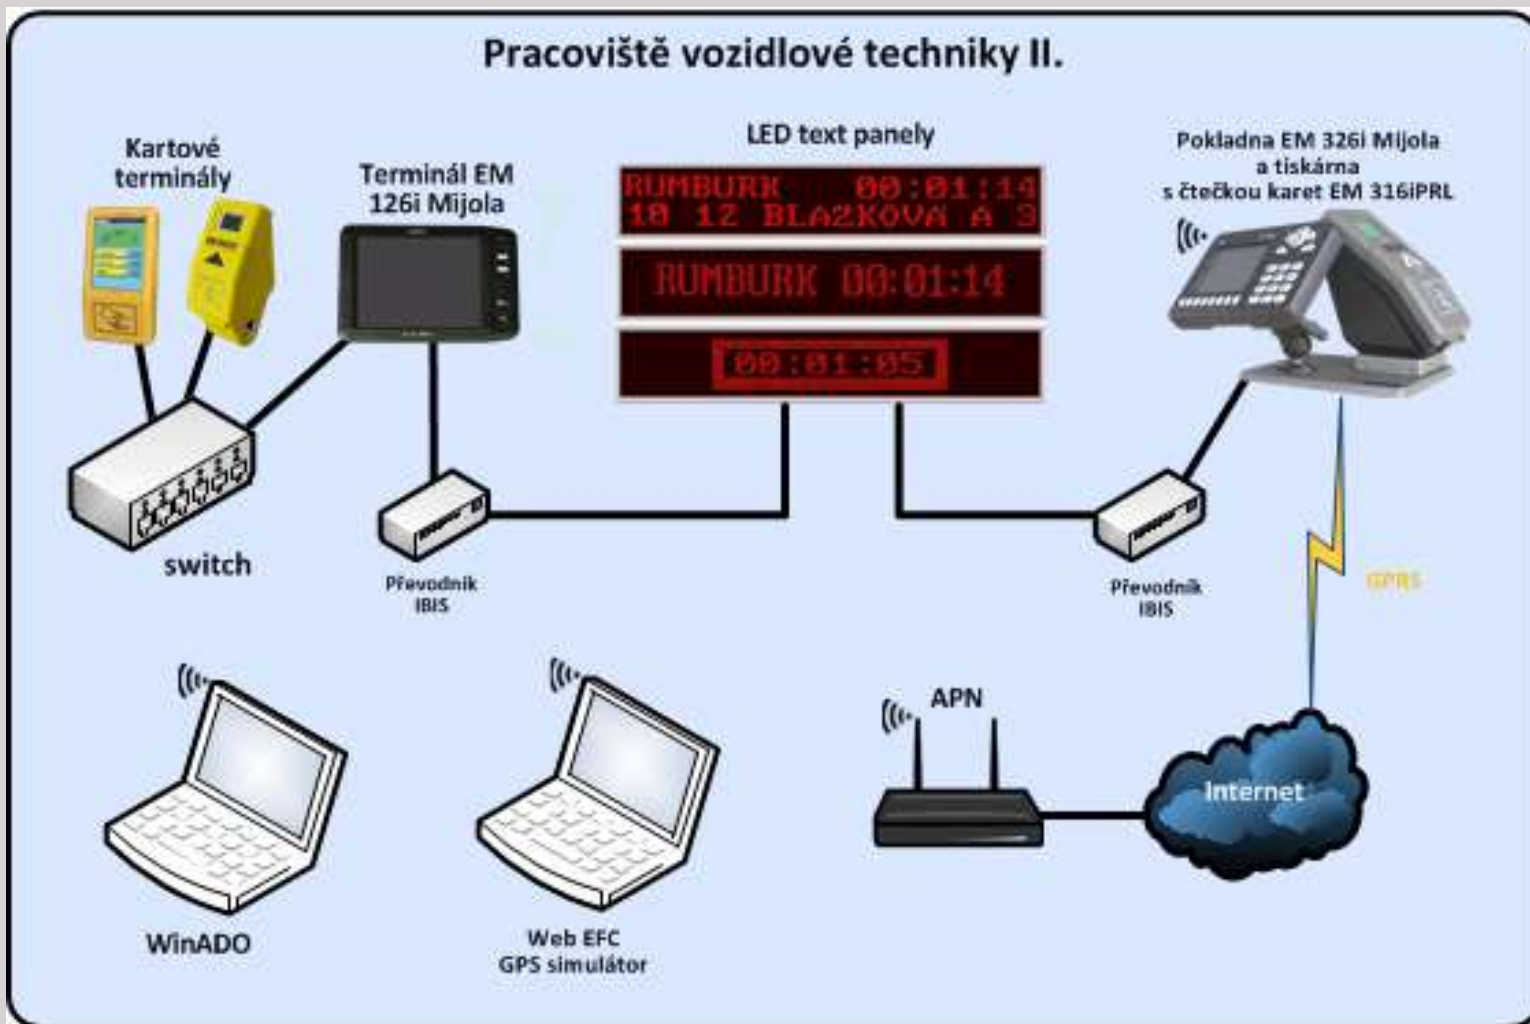 Pracoviště vozidlové techniky II.
Kartové
terminály
Terminál EM
126i Mijola
LED text panely
RUMBURK 00:01:14
10 12 BLAZKOVA A 3
RUMBURK 00:01:14
00:01:05
Pokladna EM 326i Mijola
a tiskárna
s čtečkou karet EM 316iPRL
switch
Převodník
IBIS
Převodník
IBIS
GPRS
APN
Internet
WinADO
Web EFC
GPS simulátor